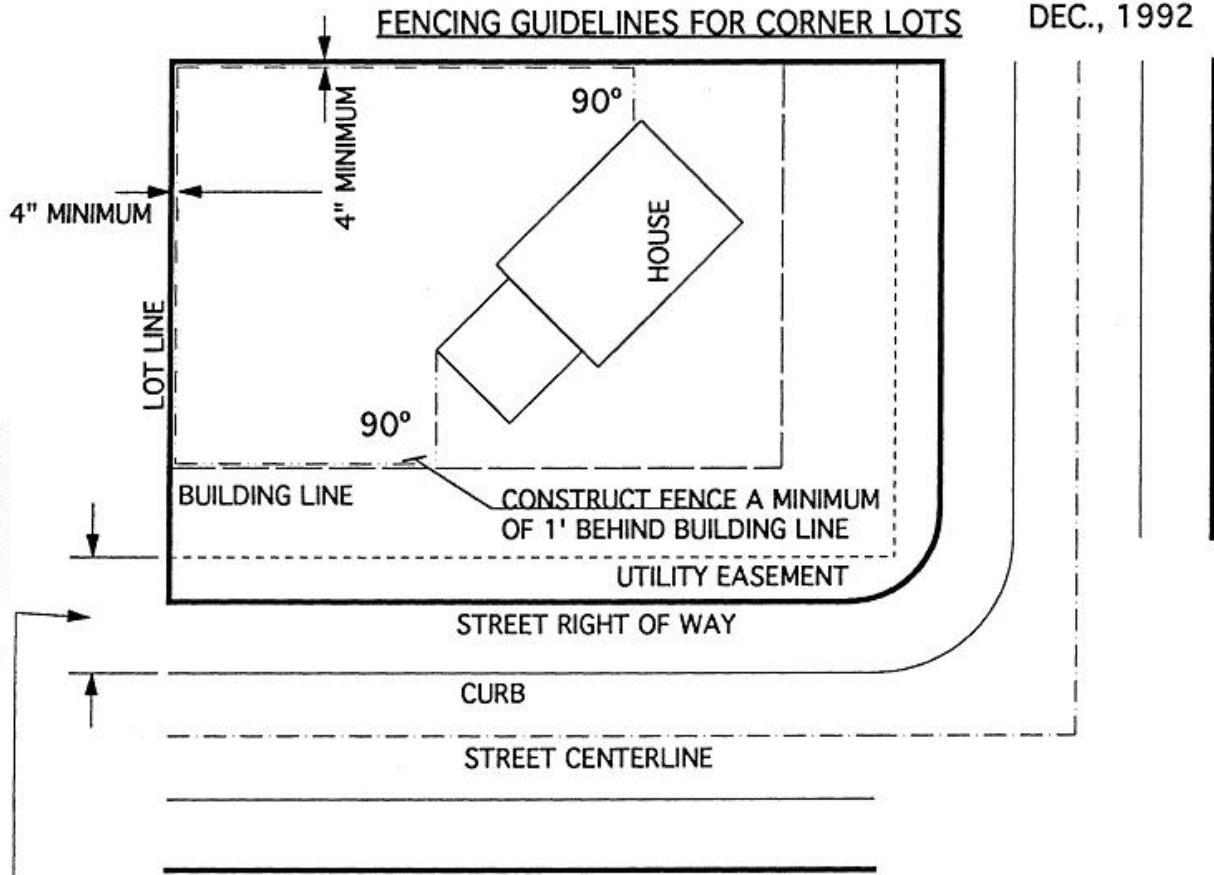 FENCING GUIDELINES FOR CORNER LOTS
DEC., 1992
90º
4" MINIMUM
4" MINIMUM
HOUSE
LOT LINE
90º
BUILDING LINE
CONSTRUCT FENCE A MINIMUM
OF 1' BEHIND BUILDING LINE
UTILITY EASEMENT
STREET RIGHT OF WAY
CURB
STREET CENTERLINE